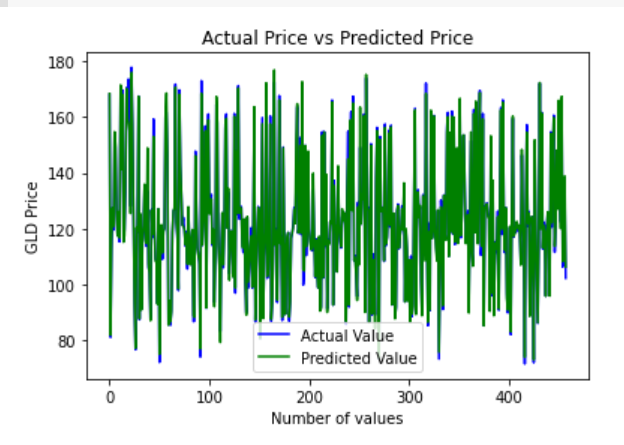 Actual Price vs Predicted Price
180
160
140
120
100
80
GLD Price
Actual Value
Predicted Value
0 100 200 300 400
Number of values